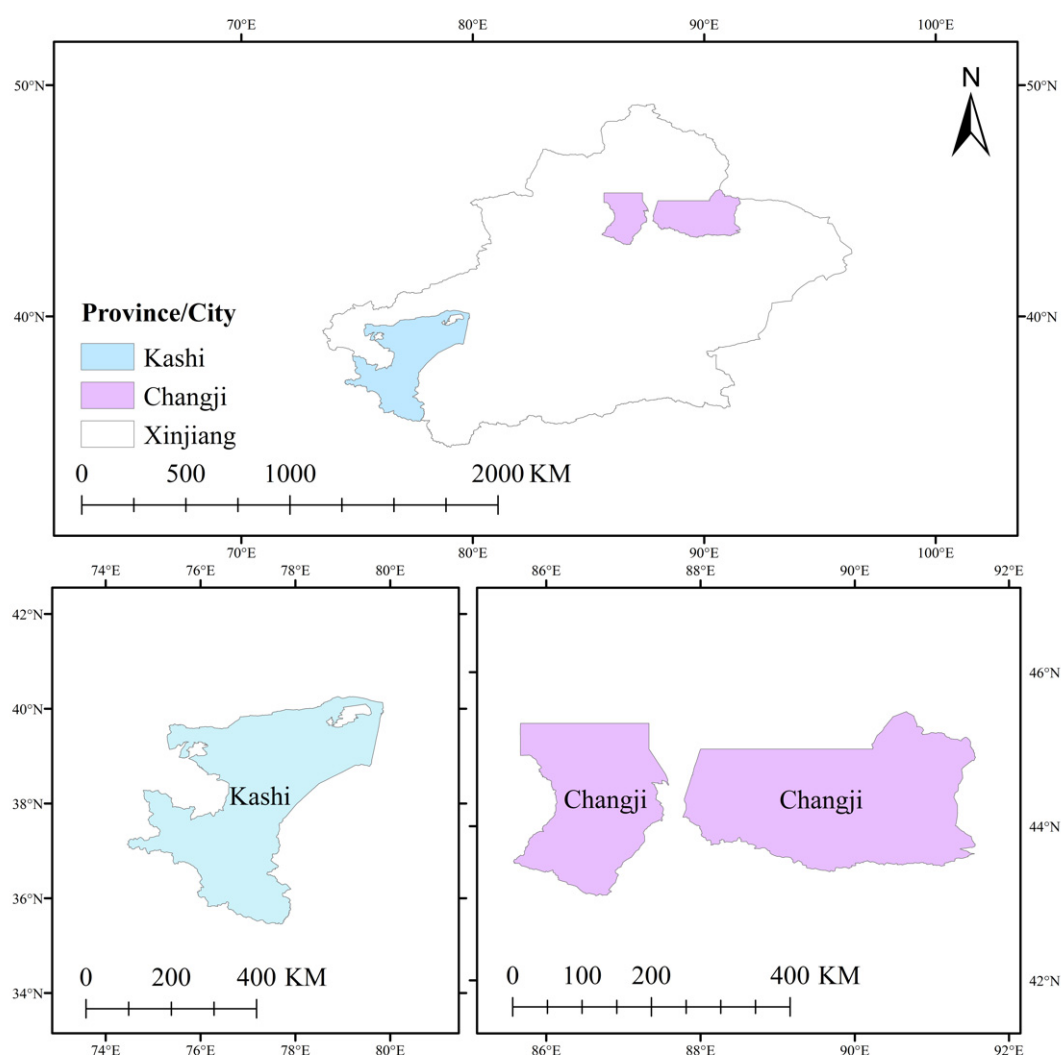 70°E 80°E 90°E 100°E
50°N 50°N
N
40°N 40°N
Province/City
Kashi
Changji
Xinjiang
0 500 1000 2000 KM
70°E 80°E 90°E 100°E
74°E 76°E 78°E 80°E
42°N
40°N
38°N
36°N
34°N
Kashi
0 200 400 KM
74°E 76°E 78°E 80°E
86°E 88°E 90°E 92°E
46°N
44°N
42°N
Changji Changji
0 100 200 400 KM
86°E 88°E 90°E 92°E